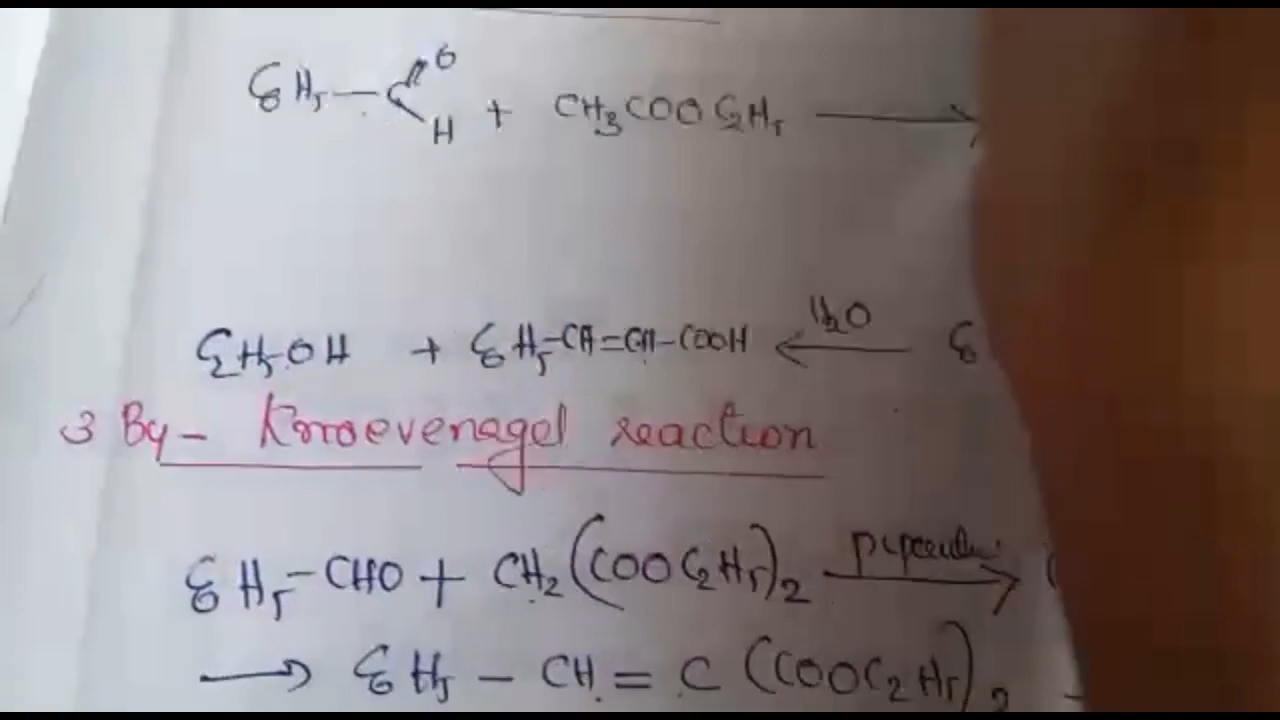 C₆H₅—C=O
H + CH₃COOC₂H₅ →
H₂O
C₂H₅OH + C₆H₅-CH=CH-COOH ← C₆
3 By- Knoevenagel reaction
C₆H₅-CHO + CH₂(COOC₂H₅)₂ →
→ C₆H₅ - CH = C (COOC₂H₅)₂